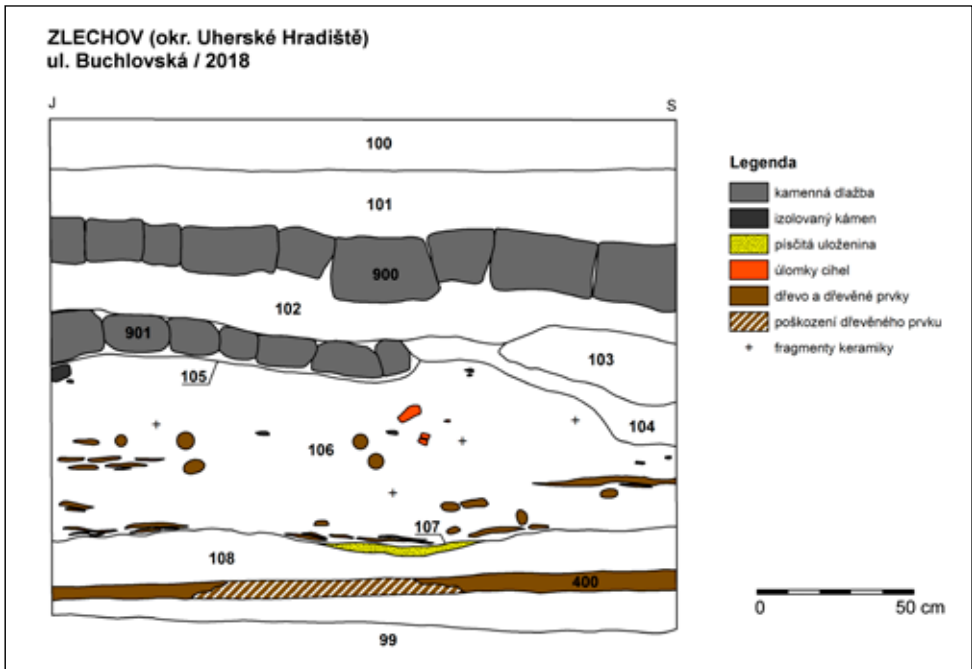 ZLECHOV (okr. Uherské Hradiště)
ul. Buchlovská / 2018
J
S
100
101
900
102
901
103
105
104
106
107
108
400
99
Legenda
kamenná dlažba
izolovaný kámen
písčitá uloženina
úlomky cihel
dřevo a dřevěné prvky
poškození dřevěného prvku
+ fragmenty keramiky
0 50 cm